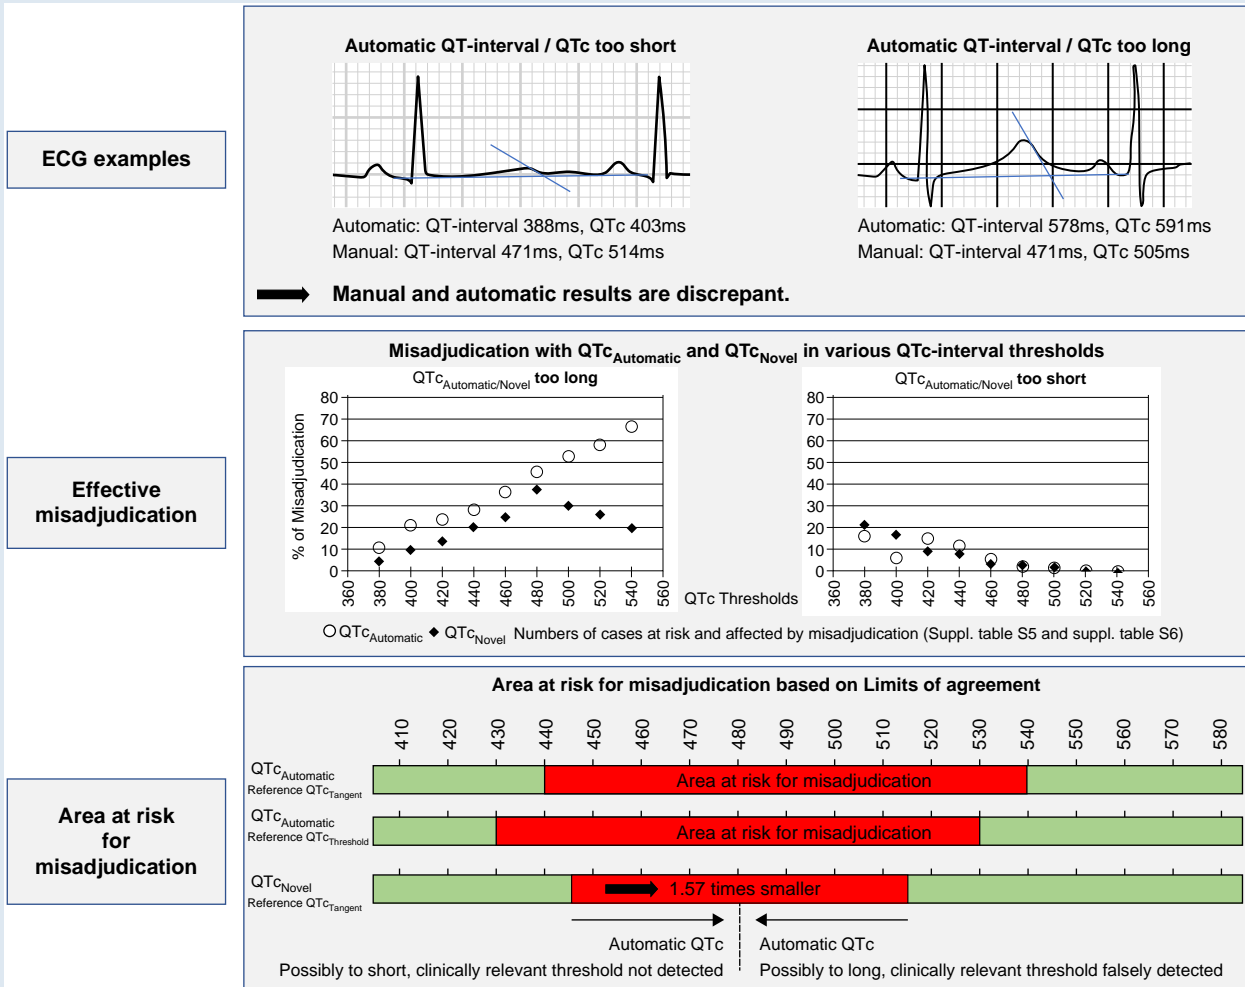 ECG examples
Automatic QT-interval / QTc too short
Automatic: QT-interval 388ms, QTc 403ms
Manual: QT-interval 471ms, QTc 514ms
Automatic QT-interval / QTc too long
Automatic: QT-interval 578ms, QTc 591ms
Manual: QT-interval 471ms, QTc 505ms
Manual and automatic results are discrepant.
Effective
misadjudication
Misadjudication with QTcAutomatic and QTcNovel in various QTc-interval thresholds
QTcAutomatic/Novel too long
% of Misadjudication
80
70
60
50
40
30
20
10
0
360 380 400 420 440 460 480 500 520 540 560
QTcAutomatic/Novel too short
80
70
60
50
40
30
20
10
0
360 380 400 420 440 460 480 500 520 540 560
QTc Thresholds
QTcAutomatic QTcNovel Numbers of cases at risk and affected by misjudication (Suppl. table S5 and suppl. table S6)
Area at risk
for
misadjudication
Area at risk for misadjudication based on Limits of agreement
410 420 430 440 450 460 470 480 490 500 510 520 530 540 550 560 570 580
QTcAutomatic
Reference QTcTangent
Area at risk for misadjudication
QTcAutomatic
Reference QTcThreshold
Area at risk for misadjudication
QTcNovel
Reference QTcTangent
1.57 times smaller
Automatic QTc
Possibly to short, clinically relevant threshold not detected
Automatic QTc
Possibly to long, clinically relevant threshold falsely detected